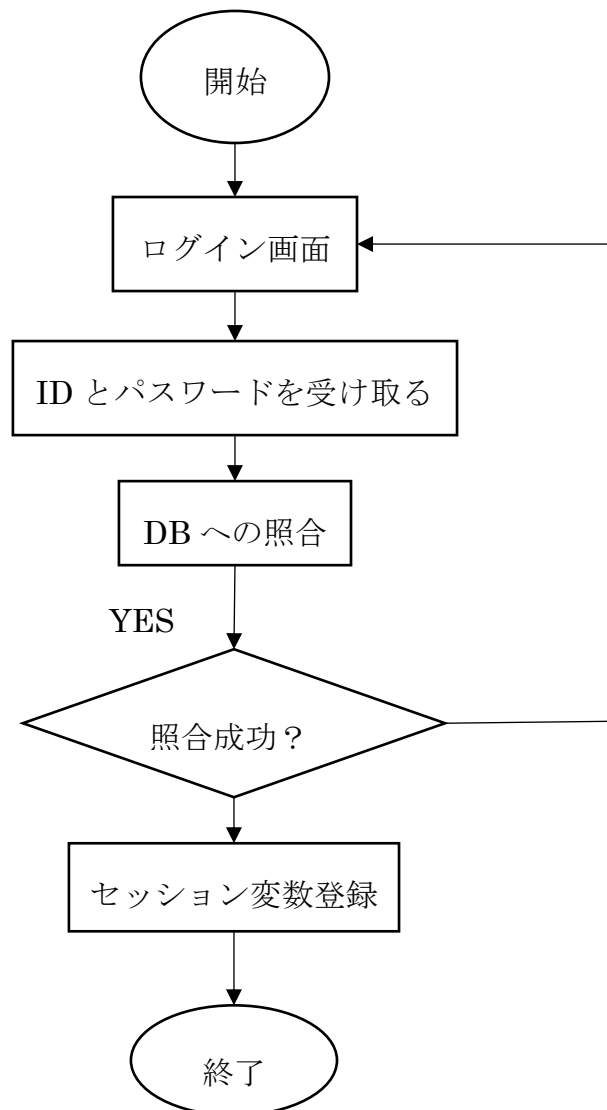 開始
ログイン画面
ID とパスワードを受け取る
DB への照合
YES
照合成功？
セッション変数登録
終了